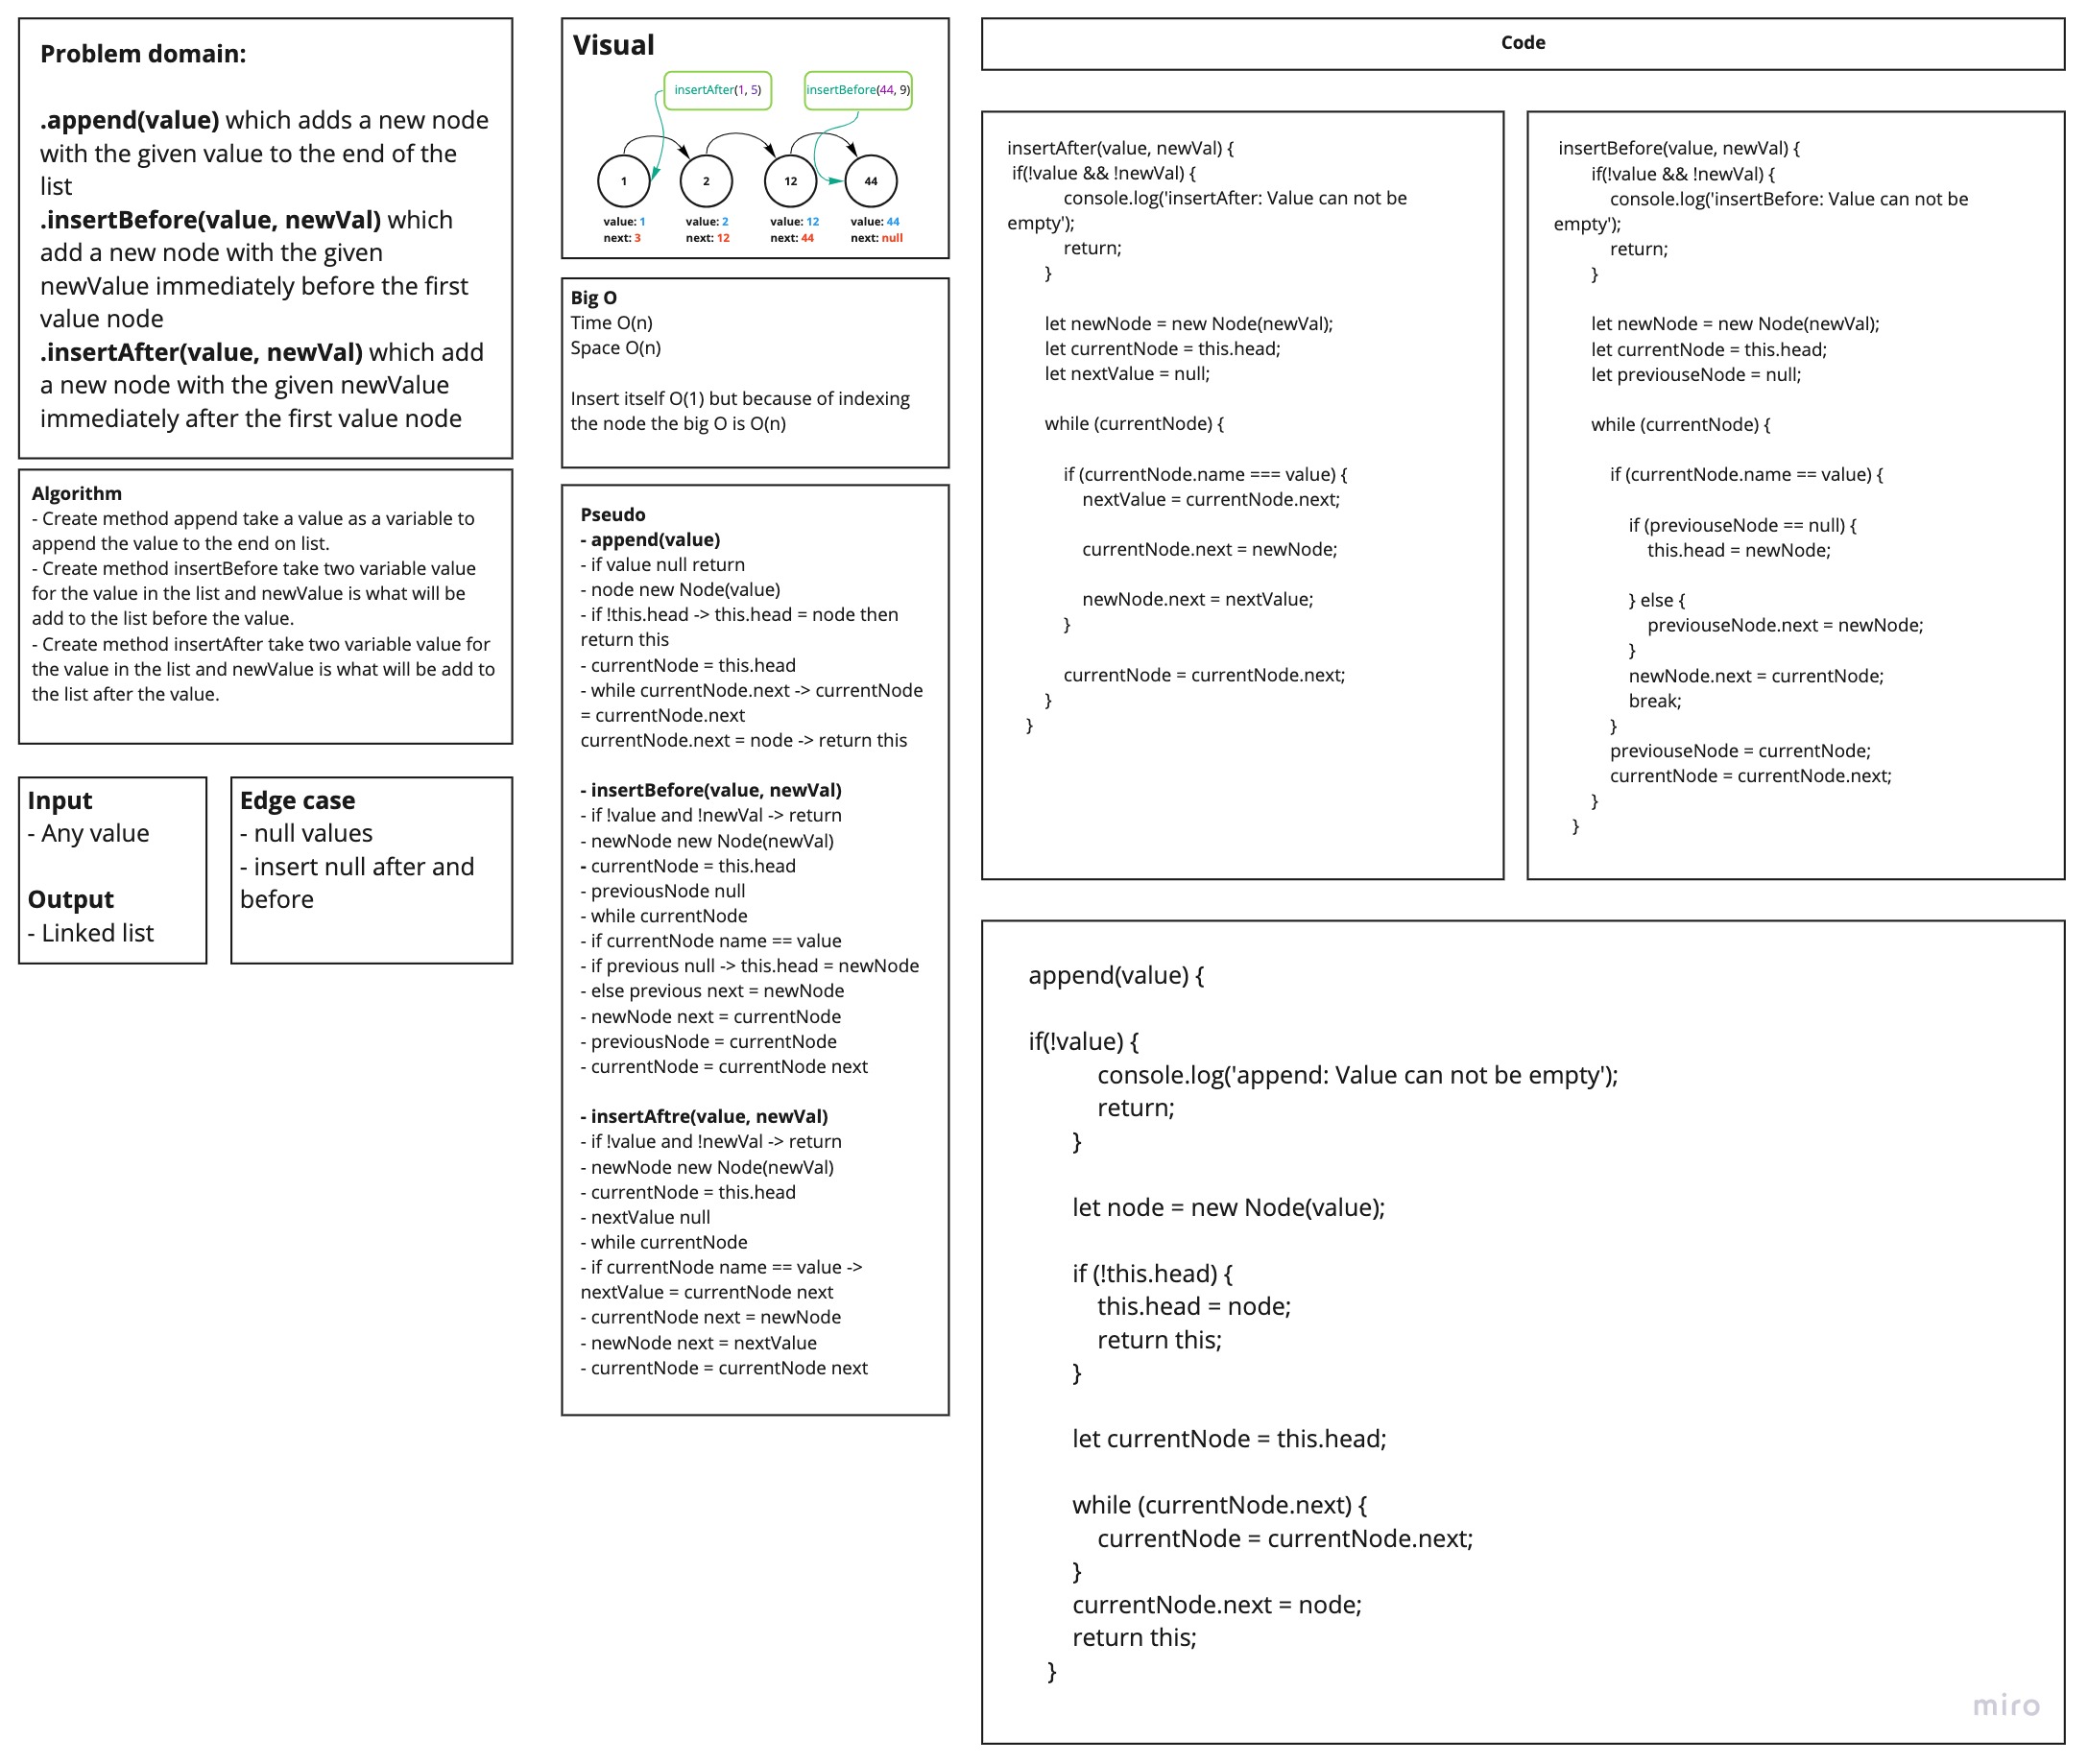 Problem domain:
.append(value) which adds a new node
with the given value to the end of the
list
.insertBefore(value, newVal) which
add a new node with the given
newValue immediately before the first
value node
.insertAfter(value, newVal) which add
a new node with the given newValue
immediately after the first value node
Algorithm
- Create method append take a value as a variable to
append the value to the end on list.
- Create method insertBefore take two variable value
for the value in the list and newValue is what will be
add to the list before the value.
- Create method insertAfter take two variable value for
the value in the list and newValue is what will be add to
the list after the value.
Input
- Any value
Output
- Linked list
Edge case
- null values
- insert null after and
before
Visual
insertAfter(1, 5)
insertBefore(44, 9)
1
2
12
44
value: 1
next: 3
value: 2
next: 12
value: 12
next: 44
value: 44
next: null
Big O
Time O(n)
Space O(n)
Insert itself O(1) but because of indexing
the node the big O is O(n)
Pseudo
- append(value)
- if value null return
- node new Node(value)
- if !this.head -> this.head = node then
return this
- currentNode = this.head
- while currentNode.next -> currentNode
= currentNode.next
currentNode.next = node -> return this
- insertBefore(value, newVal)
- if !value and !newVal -> return
- newNode new Node(newVal)
- currentNode = this.head
- previousNode null
- while currentNode
- if currentNode name == value
- if previous null -> this.head = newNode
- else previous next = newNode
- newNode next = currentNode
- previousNode = currentNode
- currentNode = currentNode next
- insertAftre(value, newVal)
- if !value and !newVal -> return
- newNode new Node(newVal)
- currentNode = this.head
- nextValue null
- while currentNode
- if currentNode name == value ->
nextValue = currentNode next
- currentNode next = newNode
- newNode next = nextValue
- currentNode = currentNode next
Code
insertAfter(value, newVal) {
if(!value && !newVal) {
console.log('insertAfter: Value can not be
empty');
return;
}
let newNode = new Node(newVal);
let currentNode = this.head;
let nextValue = null;
while (currentNode) {
if (currentNode.name === value) {
nextValue = currentNode.next;
currentNode.next = newNode;
newNode.next = nextValue;
}
currentNode = currentNode.next;
}
}
insertBefore(value, newVal) {
if(!value && !newVal) {
console.log('insertBefore: Value can not be
empty');
return;
}
let newNode = new Node(newVal);
let currentNode = this.head;
let previouseNode = null;
while (currentNode) {
if (currentNode.name == value) {
if (previouseNode == null) {
this.head = newNode;
} else {
previouseNode.next = newNode;
}
newNode.next = currentNode;
break;
}
previouseNode = currentNode;
currentNode = currentNode.next;
}
}
append(value) {
if(!value) {
console.log('append: Value can not be empty');
return;
}
let node = new Node(value);
if (!this.head) {
this.head = node;
return this;
}
let currentNode = this.head;
while (currentNode.next) {
currentNode = currentNode.next;
}
currentNode.next = node;
return this;
}
miro